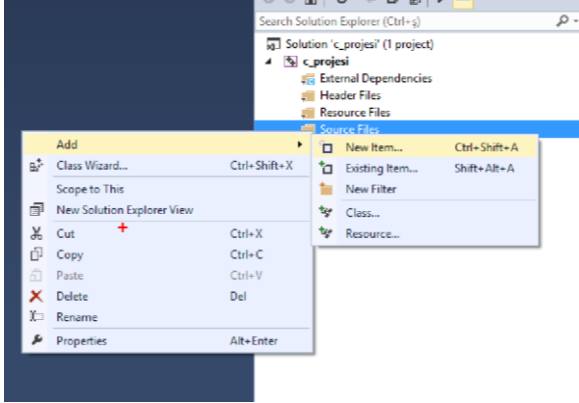 Search Solution Explorer (Ctrl+ş)
Solution 'c_projesi' (1 project)
c_projesi
External Dependencies
Header Files
Resource Files
Source Files
Add
Class Wizard... Ctrl+Shift+X
Scope to This
New Solution Explorer View
Cut Ctrl+X
Copy Ctrl+C
Paste Ctrl+V
Delete Del
Rename
Properties Alt+Enter
New Item... Ctrl+Shift+A
Existing Item... Shift+Alt+A
New Filter
Class...
Resource...